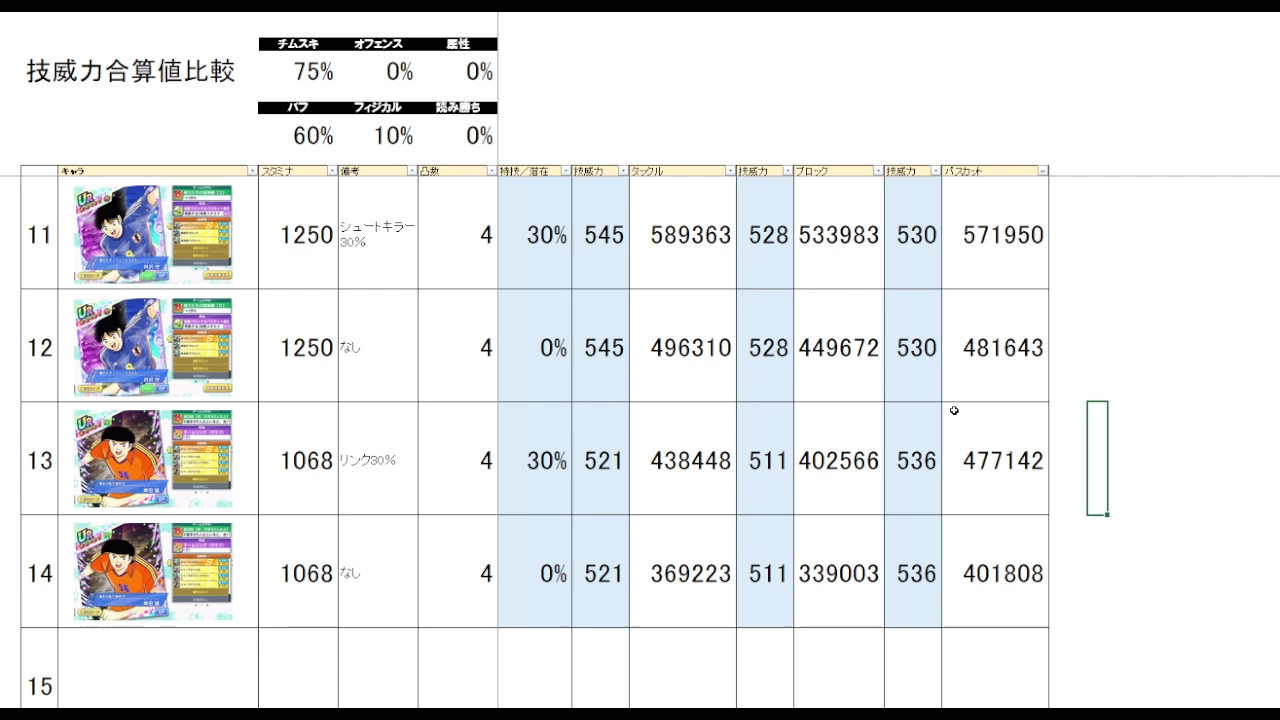 チムスキ オフェンス 属性
技威力合算値比較 75% 0% 0%
バフ フィジカル 読み勝ち
60% 10% 0%
キャラ スタミナ 備考 凸数 特技／潜在 技威力 タックル 技威力 ブロック 技威力 パスカット
11 1250 シュートキラー 30% 4 30% 545 589363 528 533983 530 571950
12 1250 なし 4 0% 545 496310 528 449672 530 481643
13 1068 リンク30% 4 30% 521 438448 511 402566 536 477142
14 1068 なし 4 0% 521 369223 511 339003 536 401808
15